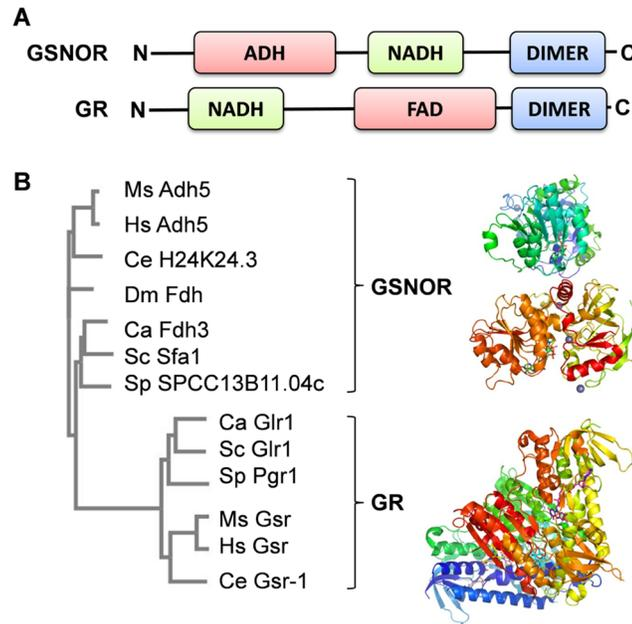 A
GSNOR N ADH NADH DIMER C
GR N NADH FAD DIMER C
B
Ms Adh5
Hs Adh5
Ce H24K24.3
Dm Fdh
Ca Fdh3
Sc Sfa1
Sp SPCC13B11.04c
GSNOR
Ca Glr1
Sc Glr1
Sp Pgr1
Ms Gsr
Hs Gsr
Ce Gsr-1
GR